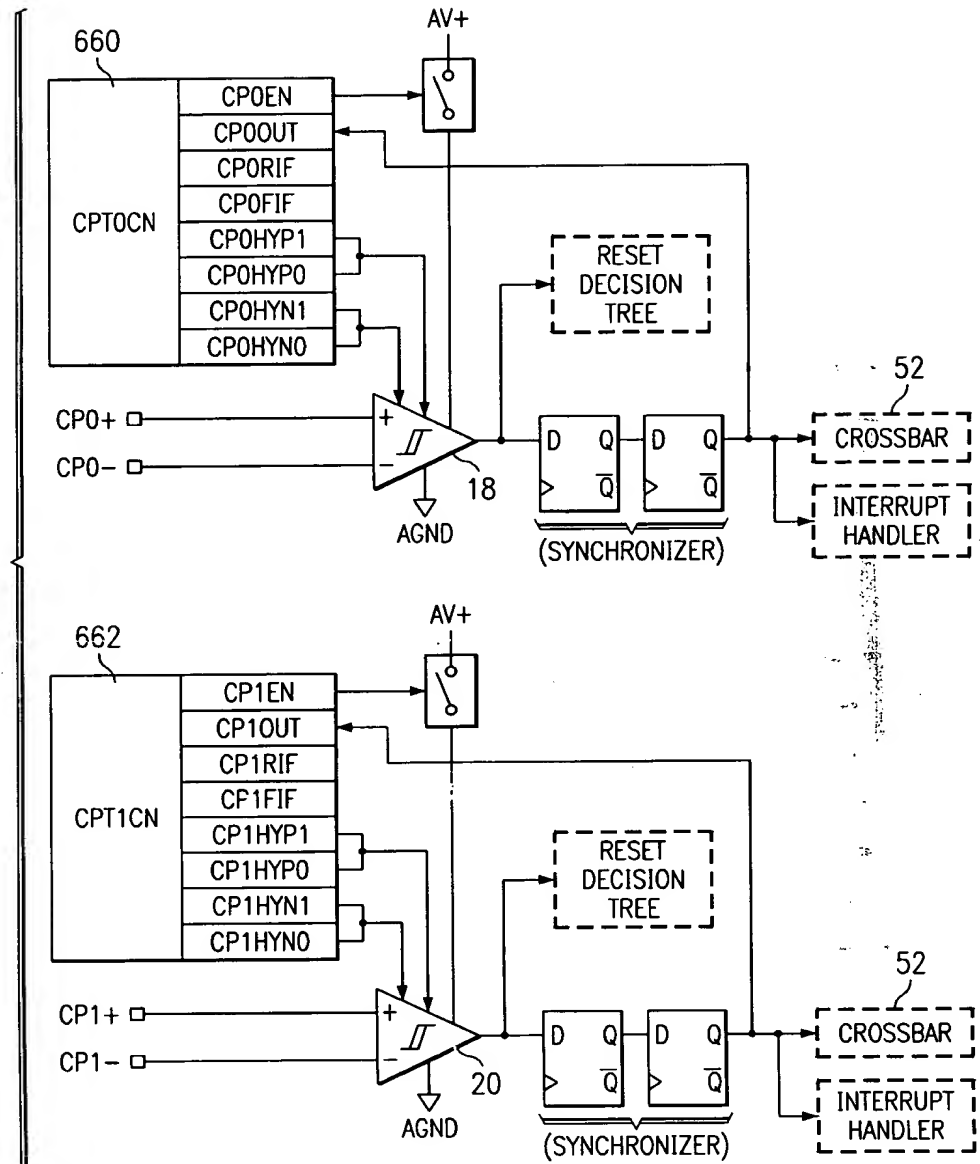 660
AV+
CPT0CN
CP0EN
CP0OUT
CP0RIF
CP0FIF
CP0HYP1
CP0HYP0
CP0HYN1
CP0HYN0
RESET
DECISION
TREE
CP0+
CP0-
+
-
18
AGND
D Q
Q
D Q
Q
(SYNCHRONIZER)
52
CROSSBAR
INTERRUPT
HANDLER
662
AV+
CPT1CN
CP1EN
CP1OUT
CP1RIF
CP1FIF
CP1HYP1
CP1HYP0
CP1HYN1
CP1HYN0
RESET
DECISION
TREE
CP1+
CP1-
+
-
20
AGND
D Q
Q
D Q
Q
(SYNCHRONIZER)
52
CROSSBAR
INTERRUPT
HANDLER